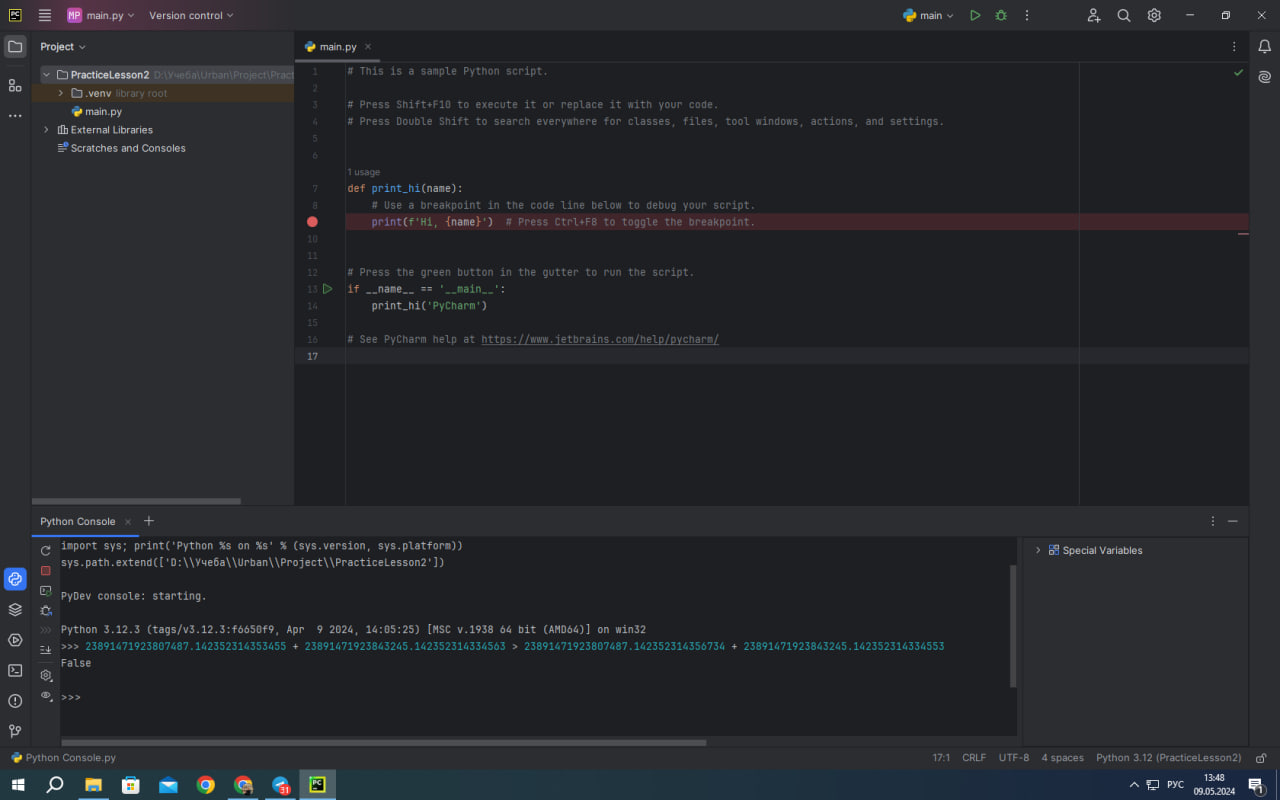 PC
MP main.py Version control
main
Project
main.py
PracticeLesson2 D:\Учеба\Urban\Project\Pract
.venv library root
main.py
External Libraries
Scratches and Consoles
1 # This is a sample Python script.
2
3 # Press Shift+F10 to execute it or replace it with your code.
4 # Press Double Shift to search everywhere for classes, files, tool windows, actions, and settings.
5
6
1 usage
7 def print_hi(name):
8 # Use a breakpoint in the code line below to debug your script.
print(f'Hi, {name}') # Press Ctrl+F8 to toggle the breakpoint.
10
11
12 # Press the green button in the gutter to run the script.
13 if __name__ == '__main__':
14 print_hi('PyCharm')
15
16 # See PyCharm help at https://www.jetbrains.com/help/pycharm/
17
Python Console
import sys; print('Python %s on %s' % (sys.version, sys.platform))
sys.path.extend(['D:\\Учеба\\Urban\\Project\\PracticeLesson2'])
PyDev console: starting.
Python 3.12.3 (tags/v3.12.3:f6650f9, Apr  9 2024, 14:05:25) [MSC v.1938 64 bit (AMD64)] on win32
>>> 23891471923807487.142352314353455 + 23891471923843245.142352314334563 > 23891471923807487.142352314356734 + 23891471923843245.142352314334553
False
>>>
Special Variables
Python Console.py
17:1 CRLF UTF-8 4 spaces Python 3.12 (PracticeLesson2)
31
PC
РУС
13:48
09.05.2024
1